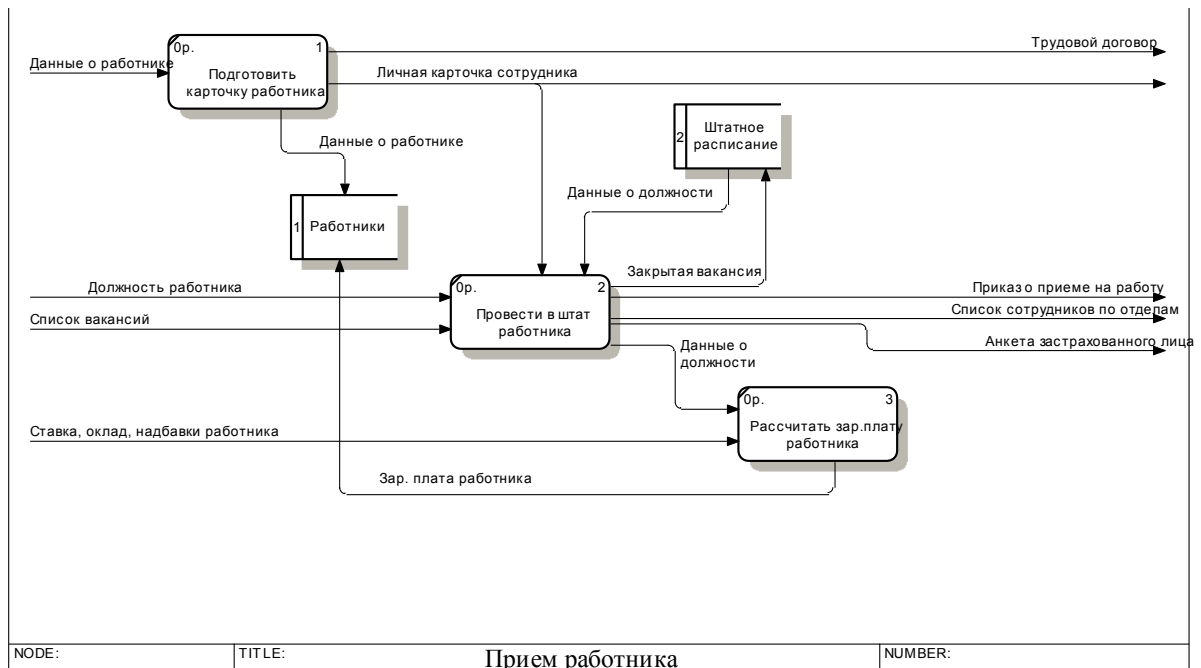 0р. 1
Трудовой договор
Данные о работнике
Подготовить
карточку работника
Личная карточка сотрудника
2
Штатное
расписание
Данные о работнике
Данные о должности
1
Работники
Закрытая вакансия
0р. 2
Должность работника
Приказ о приеме на работу
Список вакансий
Провести в штат
работника
Список сотрудников по отделам
Анкета застрахованного лица
Данные о
должности
0р. 3
Ставка, оклад, надбавки работника
Рассчитать зар.плату
работника
Зар. плата работника
NODE:
TITLE:
Прием работника
NUMBER: